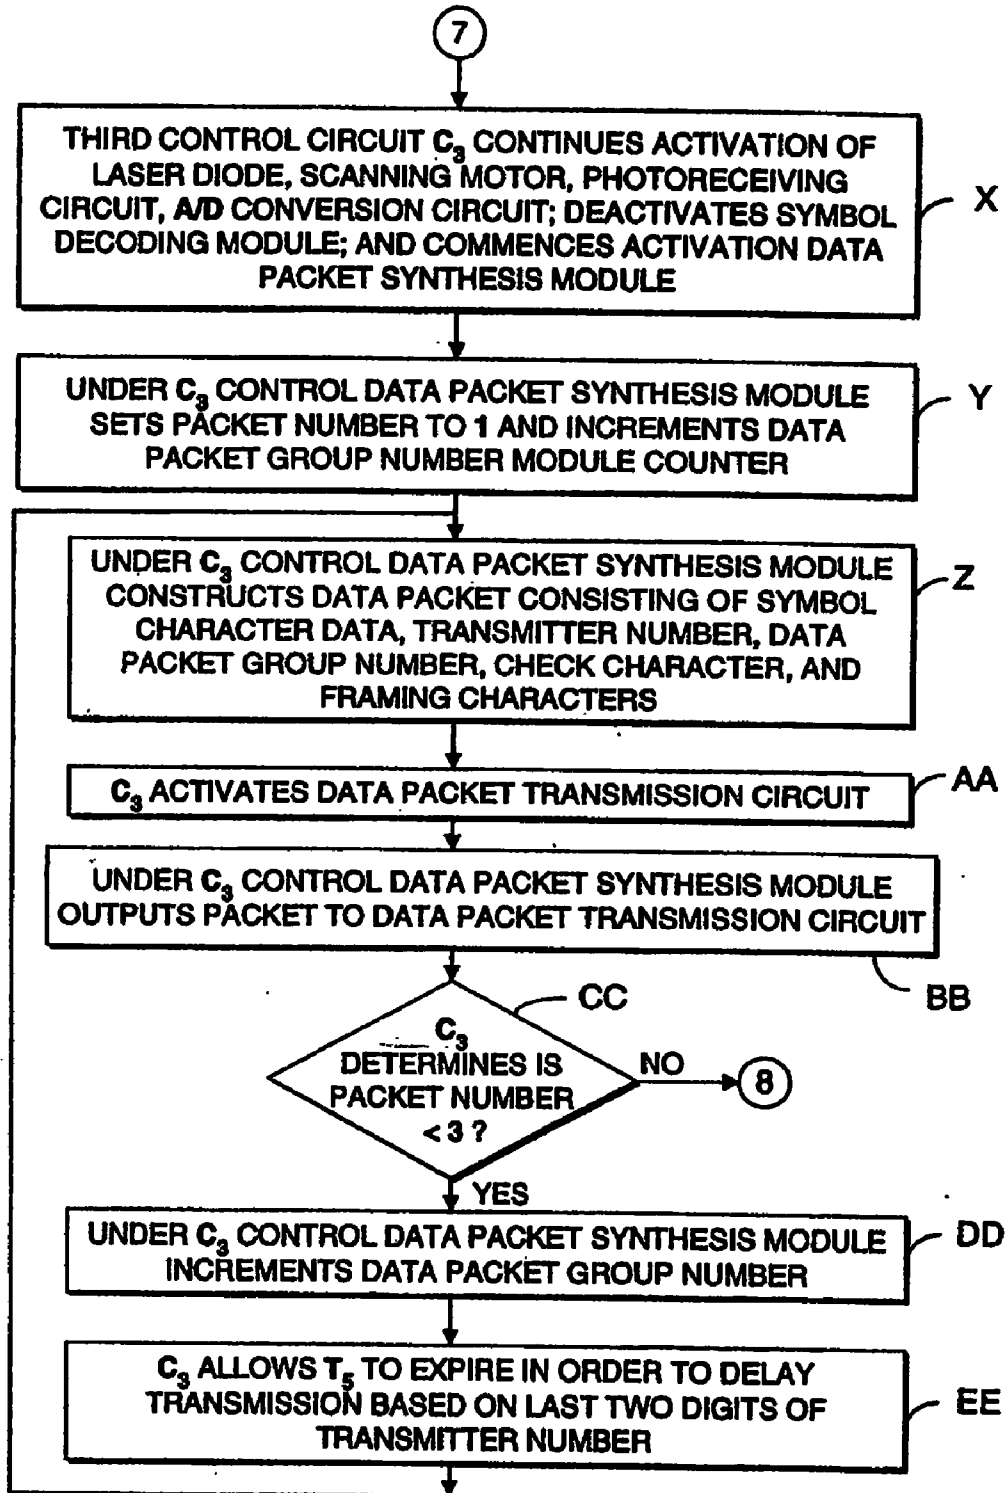 7
THIRD CONTROL CIRCUIT C₃ CONTINUES ACTIVATION OF
LASER DIODE, SCANNING MOTOR, PHOTORECEIVING
CIRCUIT, A/D CONVERSION CIRCUIT; DEACTIVATES SYMBOL
DECODING MODULE; AND COMMENCES ACTIVATION DATA
PACKET SYNTHESIS MODULE
X
UNDER C₃ CONTROL DATA PACKET SYNTHESIS MODULE
SETS PACKET NUMBER TO 1 AND INCREMENTS DATA
PACKET GROUP NUMBER MODULE COUNTER
Y
UNDER C₃ CONTROL DATA PACKET SYNTHESIS MODULE
CONSTRUCTS DATA PACKET CONSISTING OF SYMBOL
CHARACTER DATA, TRANSMITTER NUMBER, DATA
PACKET GROUP NUMBER, CHECK CHARACTER, AND
FRAMING CHARACTERS
Z
C₃ ACTIVATES DATA PACKET TRANSMISSION CIRCUIT
AA
UNDER C₃ CONTROL DATA PACKET SYNTHESIS MODULE
OUTPUTS PACKET TO DATA PACKET TRANSMISSION CIRCUIT
BB
CC
C₃
DETERMINES IS
PACKET NUMBER
< 3 ?
NO
8
YES
UNDER C₃ CONTROL DATA PACKET SYNTHESIS MODULE
INCREMENTS DATA PACKET GROUP NUMBER
DD
C₃ ALLOWS T₅ TO EXPIRE IN ORDER TO DELAY
TRANSMISSION BASED ON LAST TWO DIGITS OF
TRANSMITTER NUMBER
EE